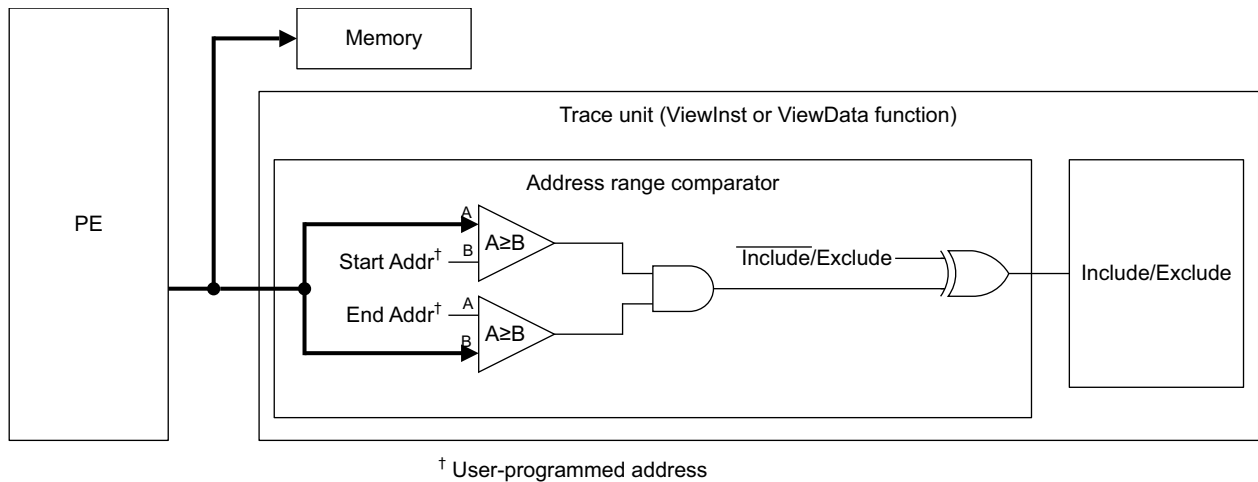 Memory
Trace unit (ViewInst or ViewData function)
Address range comparator
PE
A
A≥B
B
Start Addr†
Include/Exclude
Include/Exclude
End Addr†
A
A≥B
B
† User-programmed address